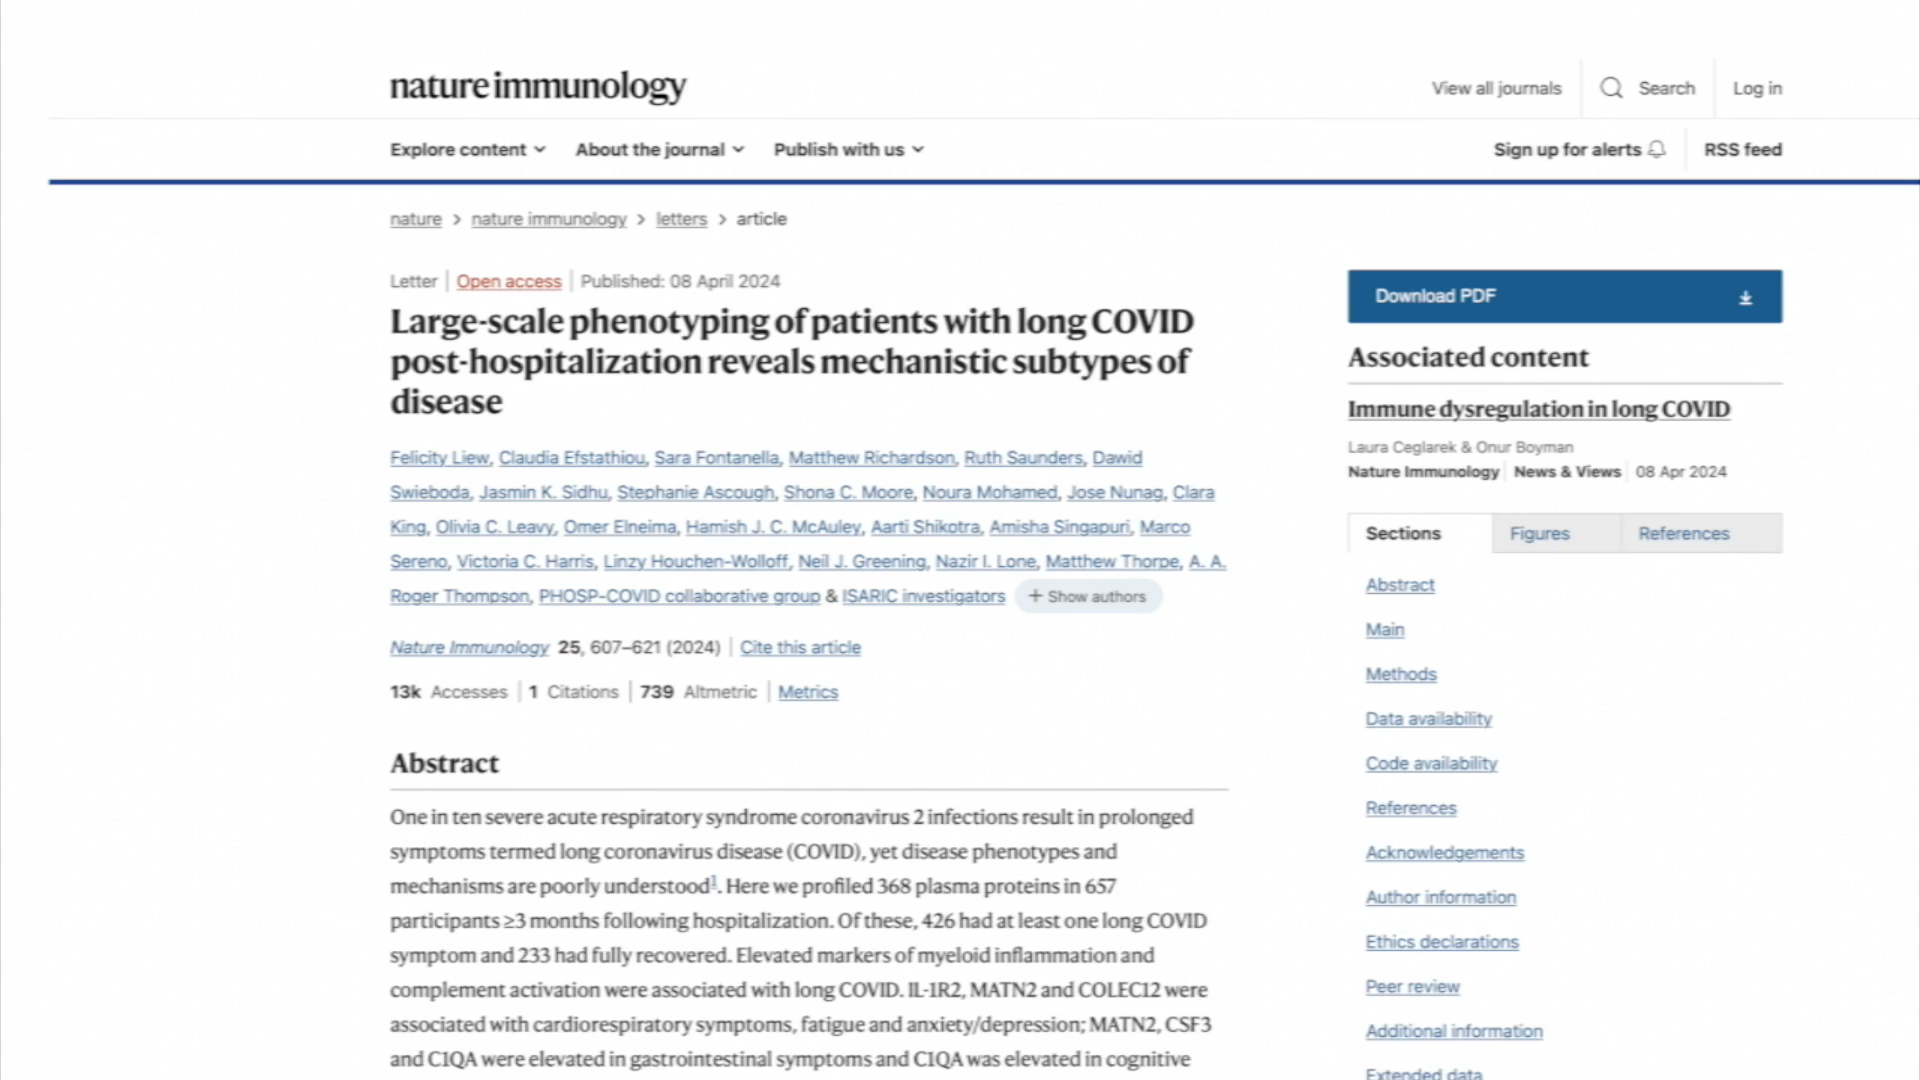 nature immunology
View all journals
Search
Log in
Explore content
About the journal
Publish with us
Sign up for alerts
RSS feed
nature > nature immunology > letters > article
Letter | Open access | Published: 08 April 2024
Large-scale phenotyping of patients with long COVID
post-hospitalization reveals mechanistic subtypes of
disease
Felicity Liew, Claudia Efstathiou, Sara Fontanella, Matthew Richardson, Ruth Saunders, Dawid
Swieboda, Jasmin K. Sidhu, Stephanie Ascough, Shona C. Moore, Noura Mohamed, Jose Nunag, Clara
King, Olivia C. Leavy, Omer Elneima, Hamish J. C. McAuley, Aarti Shikotra, Amisha Singapuri, Marco
Sereno, Victoria C. Harris, Linzy Houchen-Wolloff, Neil J. Greening, Nazir I. Lone, Matthew Thorpe, A. A.
Roger Thompson, PHOSP-COVID collaborative group & ISARIC investigators + Show authors
Nature Immunology 25, 607–621 (2024) | Cite this article
13k Accesses | 1 Citations | 739 Altmetric | Metrics
Abstract
One in ten severe acute respiratory syndrome coronavirus 2 infections result in prolonged
symptoms termed long coronavirus disease (COVID), yet disease phenotypes and
mechanisms are poorly understood1. Here we profiled 368 plasma proteins in 657
participants ≥3 months following hospitalization. Of these, 426 had at least one long COVID
symptom and 233 had fully recovered. Elevated markers of myeloid inflammation and
complement activation were associated with long COVID. IL-1R2, MATN2 and COLEC12 were
associated with cardiorespiratory symptoms, fatigue and anxiety/depression; MATN2, CSF3
and C1QA were elevated in gastrointestinal symptoms and C1QA was elevated in cognitive
Download PDF
Associated content
Immune dysregulation in long COVID
Laura Ceglarek & Onur Boyman
Nature Immunology | News & Views | 08 Apr 2024
Sections
Figures
References
Abstract
Main
Methods
Data availability
Code availability
References
Acknowledgements
Author information
Ethics declarations
Peer review
Additional information
Extended data